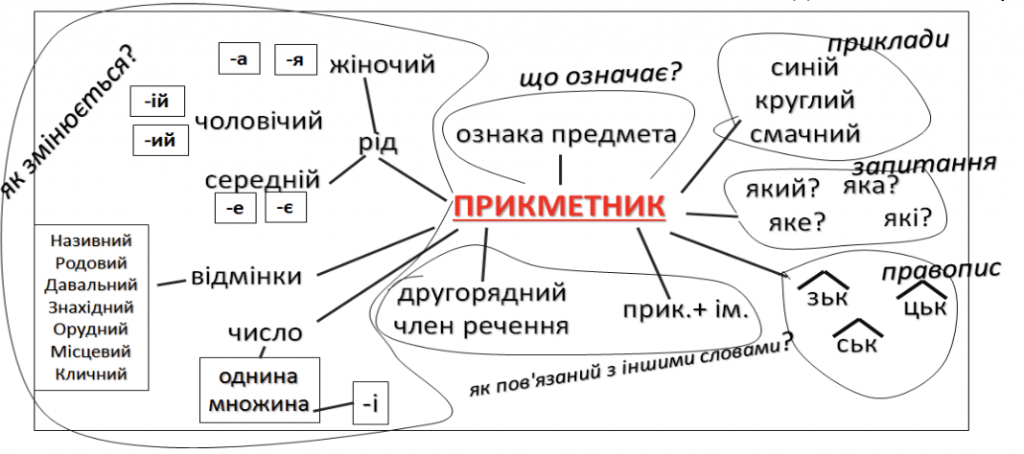 як змінюється?
-а
-я
жіночий
-ій
-ий
чоловічий
рід
середній
-е
-є
Називний
Родовий
Давальний
Знахідний
Орудний
Місцевий
Кличний
відмінки
число
однина
множина
-і
що означає?
ознака предмета
ПРИКМЕТНИК
другорядний
член речення
прик.+ ім.
як пов'язаний з іншими словами?
приклади
синій
круглий
смачний
запитання
який? яка?
яке? які?
правопис
зьк
цьк
ськ